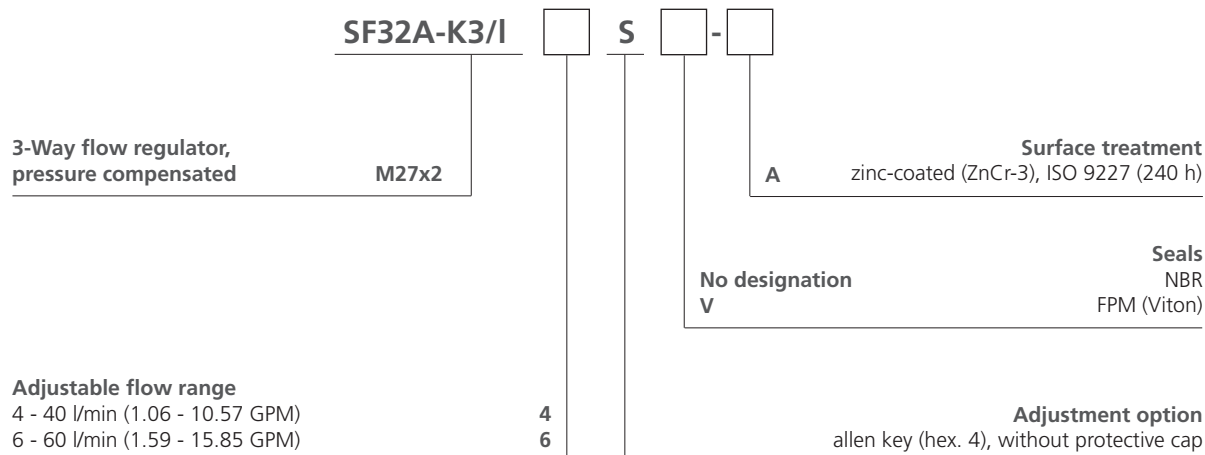 SF32A-K3/I S -
3-Way flow regulator,
pressure compensated M27x2
Surface treatment
A zinc-coated (ZnCr-3), ISO 9227 (240 h)
Seals
No designation NBR
V FPM (Viton)
Adjustable flow range
4 - 40 l/min (1.06 - 10.57 GPM) 4
6 - 60 l/min (1.59 - 15.85 GPM) 6
Adjustment option
allen key (hex. 4), without protective cap